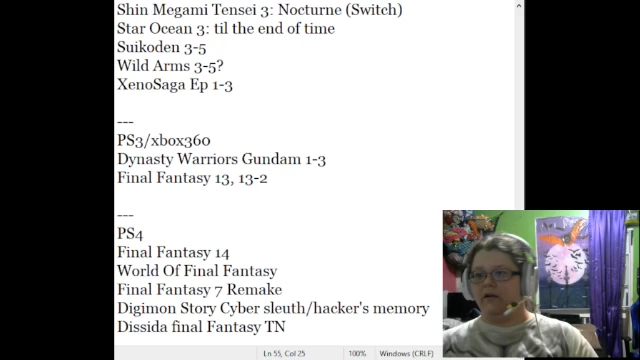 Shin Megami Tensei 3: Nocturne (Switch)
Star Ocean 3: til the end of time
Suikoden 3-5
Wild Arms 3-5?
XenoSaga Ep 1-3
---
PS3/xbox360
Dynasty Warriors Gundam 1-3
Final Fantasy 13, 13-2
---
PS4
Final Fantasy 14
World Of Final Fantasy
Final Fantasy 7 Remake
Digimon Story Cyber sleuth/hacker's memory
Dissida final Fantasy TN
Ln 55, Col 25 100% Windows (CRLF)